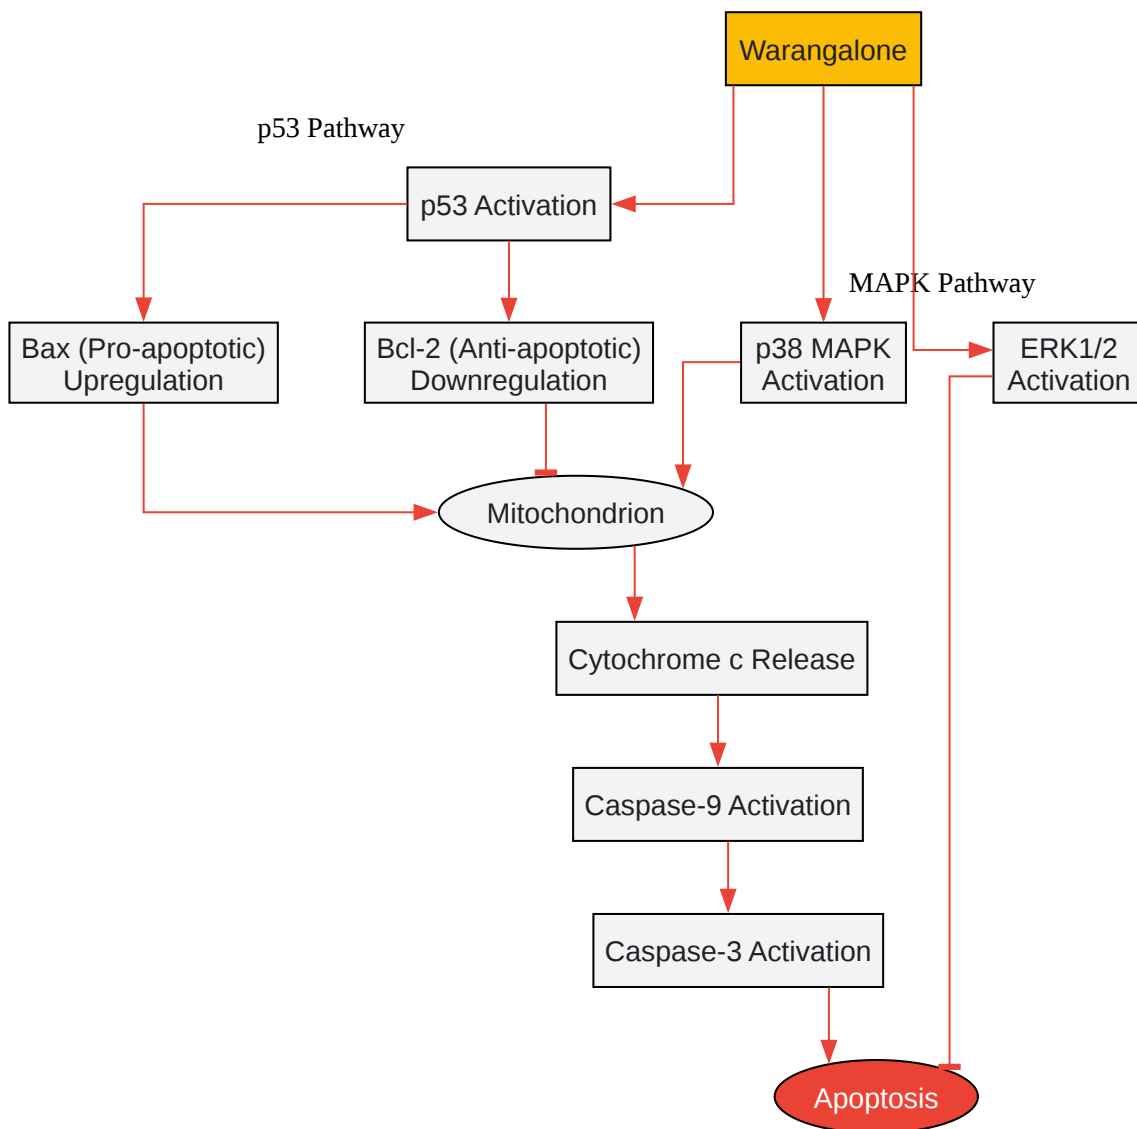 Warangalone
p53 Pathway
p53 Activation
MAPK Pathway
Bax (Pro-apoptotic)
Upregulation
Bcl-2 (Anti-apoptotic)
Downregulation
p38 MAPK
Activation
ERK1/2
Activation
Mitochondrion
Cytochrome c Release
Caspase-9 Activation
Caspase-3 Activation
Apoptosis